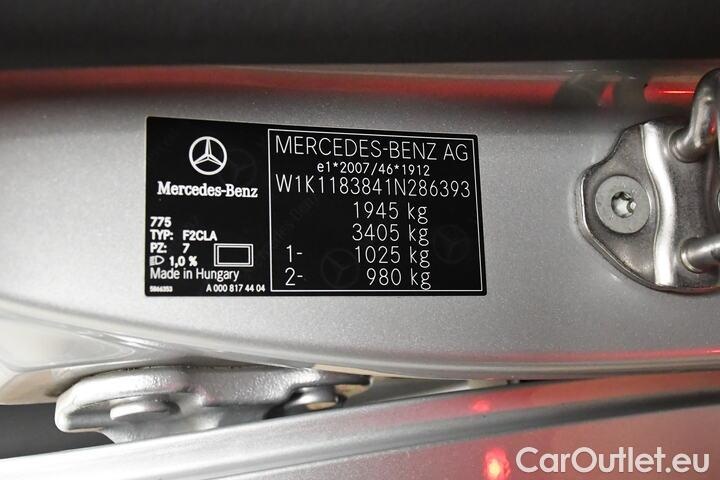 Mercedes-Benz
775
TYP: F2CLA
PZ: 7
1,0 %
Made in Hungary
5866353
A 000 817 44 04
MERCEDES-BENZ AG
e1*2007/46*1912
W1K1183841N286393
1945 kg
3405 kg
1- 1025 kg
2- 980 kg
CarOutlet.eu